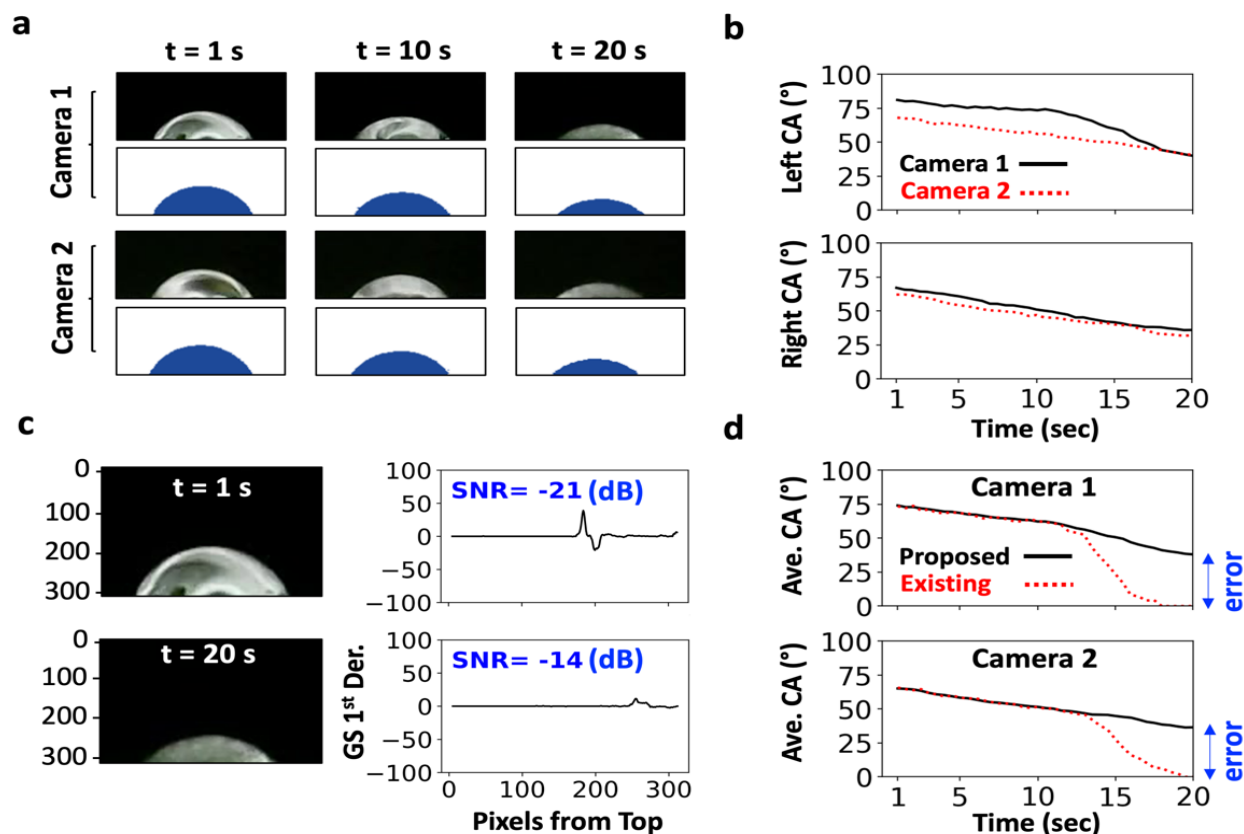 a
t = 1 s t = 10 s t = 20 s
Camera 1
Camera 2
b
100
75
50
25
0
Left CA (°)
Camera 1
Camera 2
100
75
50
25
0
Right CA (°)
1 5 10 15 20
Time (sec)
c
0
100
200
300
t = 1 s
100
50
0
−50
−100
SNR= -21 (dB)
0
100
200
300
t = 20 s
GS 1st Der.
100
50
0
−50
−100
SNR= -14 (dB)
0 100 200 300
Pixels from Top
d
100
75
50
25
0
Ave. CA (°)
Camera 1
Proposed
Existing
error
100
75
50
25
0
Ave. CA (°)
Camera 2
error
1 5 10 15 20
Time (sec)